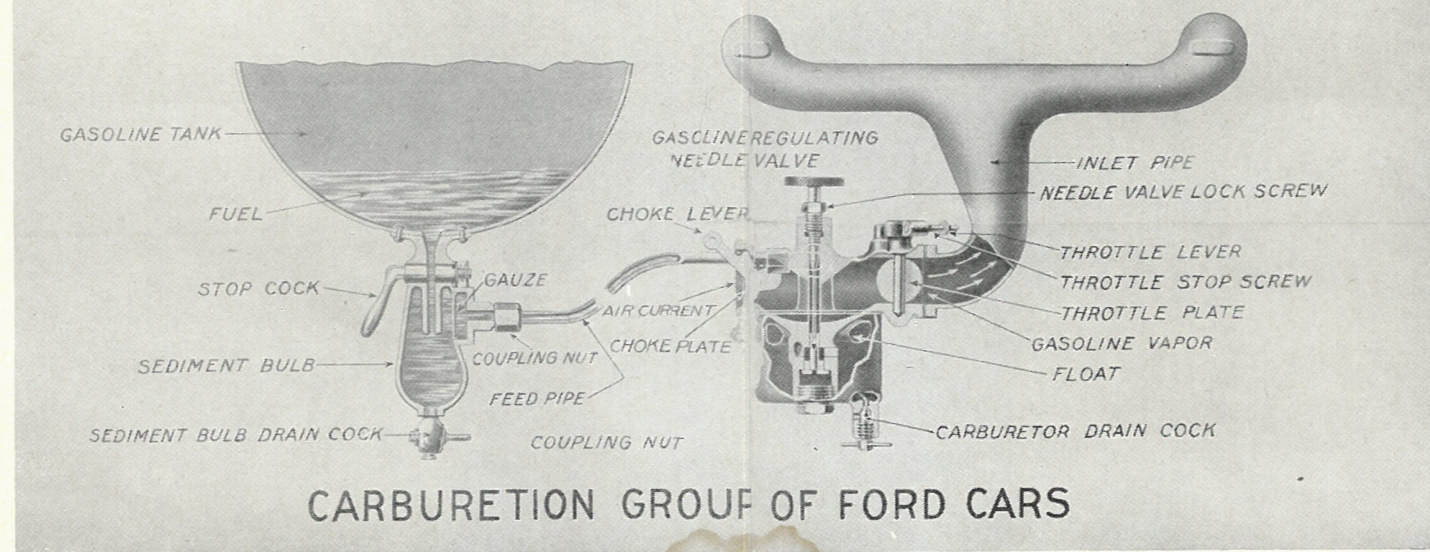 GASOLINE TANK
GASOLINE REGULATING
NEEDLE VALVE
INLET PIPE
NEEDLE VALVE LOCK SCREW
FUEL
CHOKE LEVER
THROTTLE LEVER
STOP COCK
GAUZE
THROTTLE STOP SCREW
AIR CURRENT
THROTTLE PLATE
CHOKE PLATE
GASOLINE VAPOR
SEDIMENT BULB
COUPLING NUT
FLOAT
FEED PIPE
SEDIMENT BULB DRAIN COCK
COUPLING NUT
CARBURETOR DRAIN COCK
CARBURETION GROUP OF FORD CARS